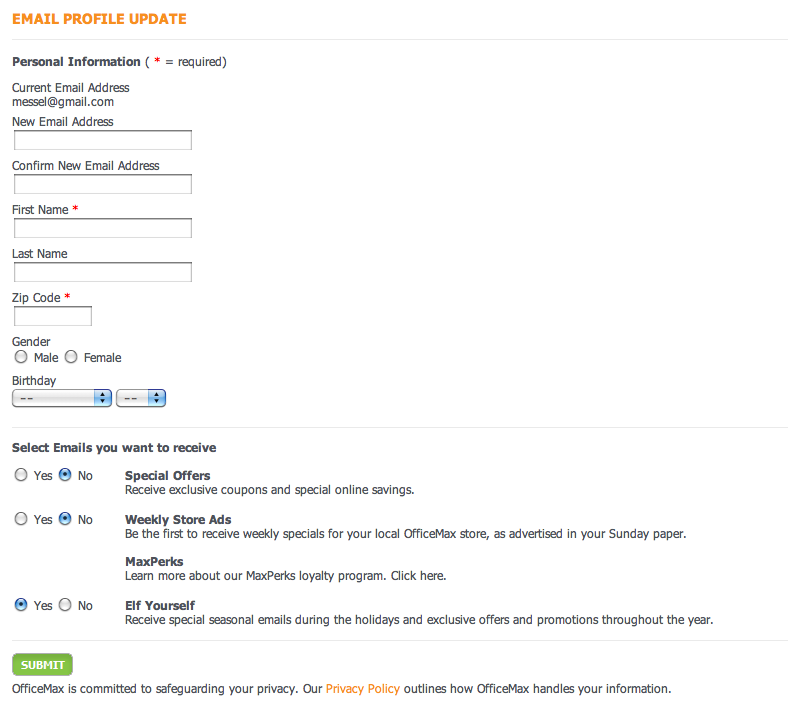 EMAIL PROFILE UPDATE
Personal Information ( * = required)
Current Email Address
messel@gmail.com
New Email Address
Confirm New Email Address
First Name *
Last Name
Zip Code *
Gender
Male Female
Birthday
-- --
Select Emails you want to receive
Yes No Special Offers
Receive exclusive coupons and special online savings.
Yes No Weekly Store Ads
Be the first to receive weekly specials for your local OfficeMax store, as advertised in your Sunday paper.
MaxPerks
Learn more about our MaxPerks loyalty program. Click here.
Yes No Elf Yourself
Receive special seasonal emails during the holidays and exclusive offers and promotions throughout the year.
SUBMIT
OfficeMax is committed to safeguarding your privacy. Our Privacy Policy outlines how OfficeMax handles your information.